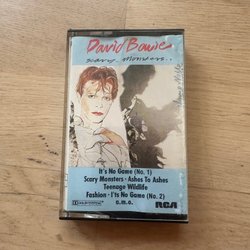 David Bowie
scary monsters..
It's No Game (No. 1)
Scary Monsters · Ashes To Ashes
Teenage Wildlife
Fashion · I'ts No Game (No. 2)
e.m.o.
RCA